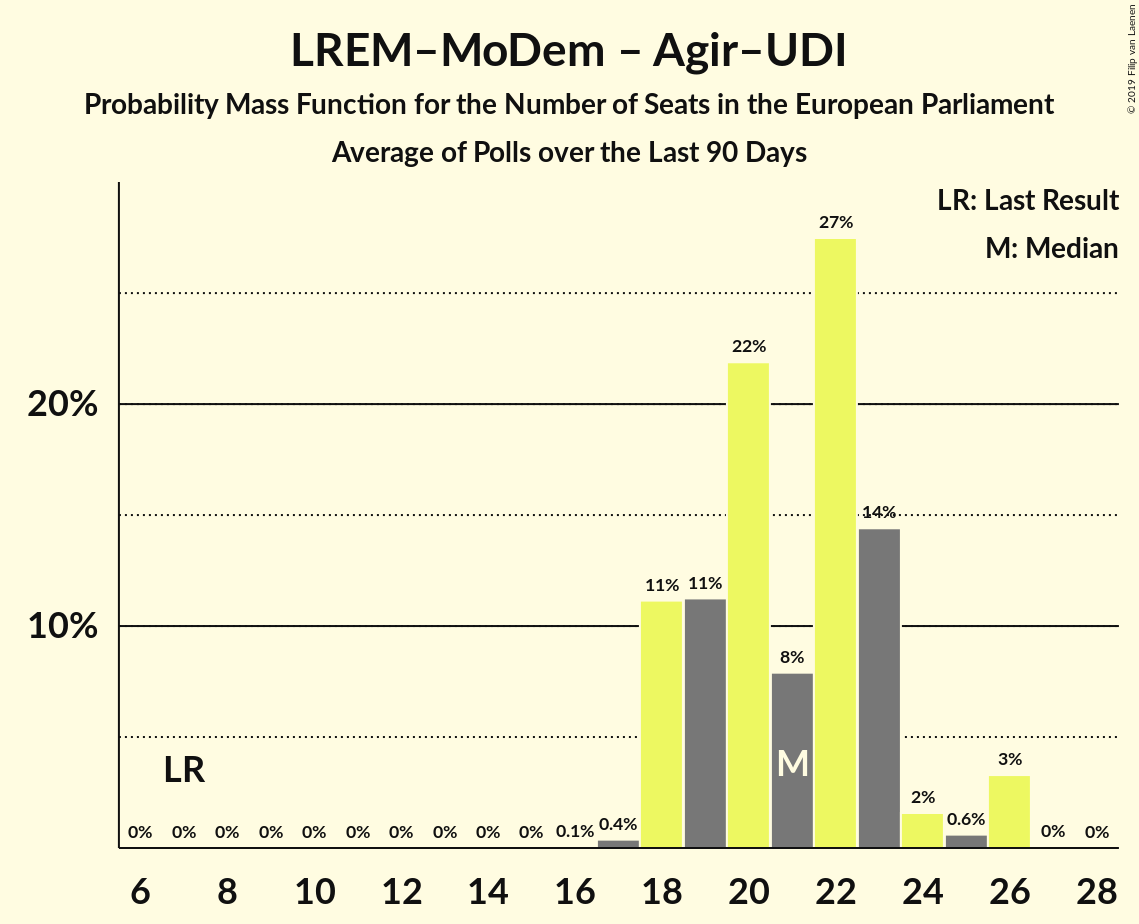 LREM–MoDem – Agir–UDI
Probability Mass Function for the Number of Seats in the European Parliament
Average of Polls over the Last 90 Days
© 2019 Filip van Laenen
LR: Last Result
M: Median
27%
22%
20%
14%
11% 11%
10%
8%
LR
M
3%
2%
0% 0% 0% 0% 0% 0% 0% 0% 0% 0% 0.1% 0.4% 0.6% 0% 0%
6 8 10 12 14 16 18 20 22 24 26 28